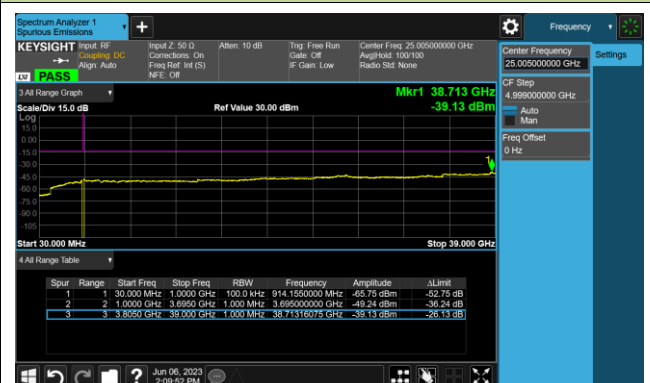 Spectrum Analyzer 1
Spurious Emissions
Frequency
KEYSIGHT
Input: RF
Coupling: DC
Align: Auto
Input Z: 50 Ω
Corrections: On
Freq Ref: Int (S)
NFE: Off
Atten: 10 dB
Trig: Free Run
Gate: Off
IF Gain: Low
Center Freq: 25.005000000 GHz
Avg|Hold: 100/100
Radio Std: None
LV PASS
Center Frequency
25.005000000 GHz
Settings
CF Step
4.999000000 GHz
Auto
Man
Freq Offset
0 Hz
3 All Range Graph
Mkr1 38.713 GHz
Scale/Div 15.0 dB
Ref Value 30.00 dBm
-39.13 dBm
Log
15.0
0.00
-15.0
-30.0
-45.0
-60.0
-75.0
-90.0
-105
1
Start 30.000 MHz
Stop 39.000 GHz
4 All Range Table
Spur Range Start Freq Stop Freq RBW Frequency Amplitude ΔLimit
1 1 30.000 MHz 1.0000 GHz 100.0 kHz 914.1550000 MHz -65.75 dBm -52.75 dB
2 2 1.0000 GHz 3.6950 GHz 1.000 MHz 3.695000000 GHz -49.24 dBm -36.24 dB
3 3 3.8050 GHz 39.000 GHz 1.000 MHz 38.71316075 GHz -39.13 dBm -26.13 dB
Jun 06, 2023
2:09:52 PM